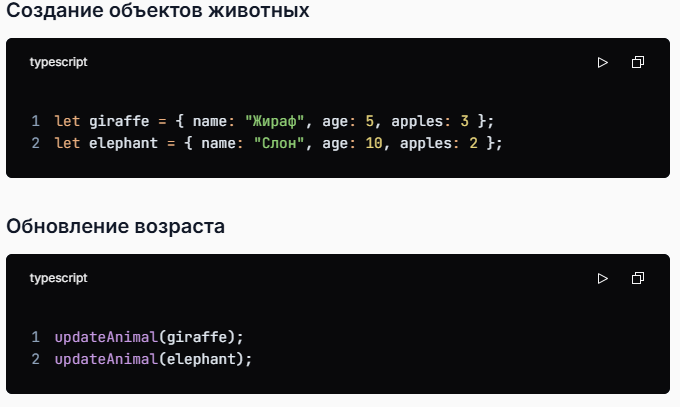 Создание объектов животных
typescript
1 let giraffe = { name: "Жираф", age: 5, apples: 3 };
2 let elephant = { name: "Слон", age: 10, apples: 2 };
Обновление возраста
typescript
1 updateAnimal(giraffe);
2 updateAnimal(elephant);